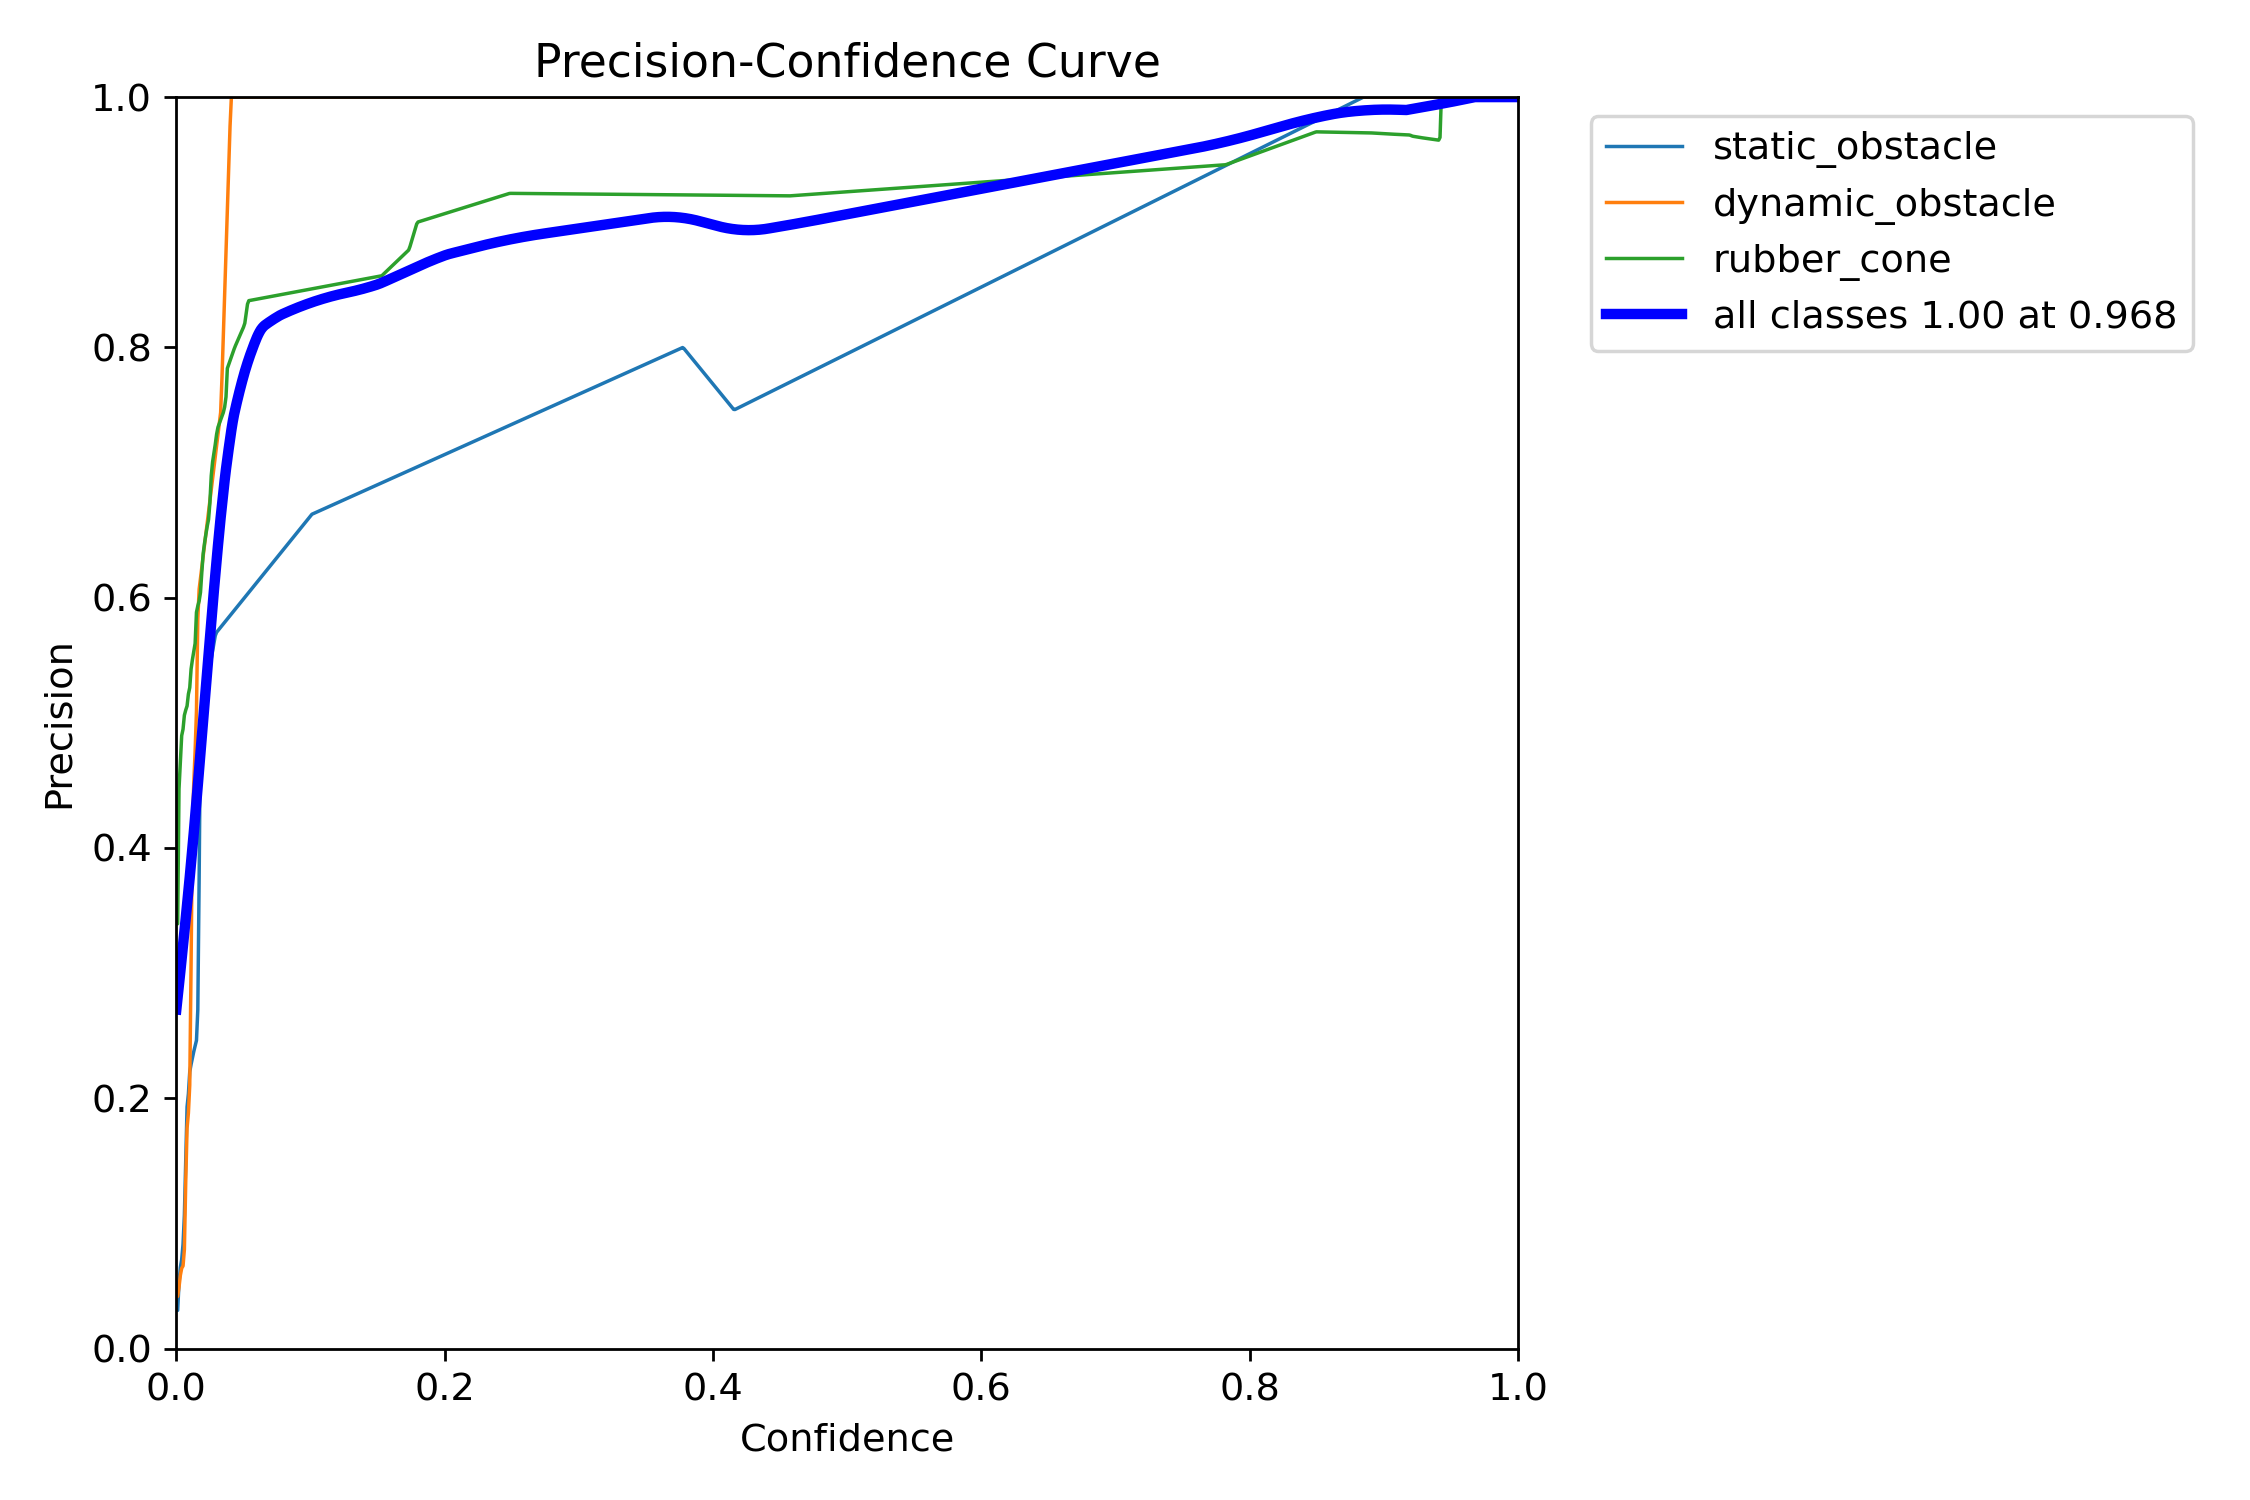 Precision-Confidence Curve
1.0
0.8
0.6
0.4
0.2
0.0
Precision
0.0 0.2 0.4 0.6 0.8 1.0
Confidence
static_obstacle
dynamic_obstacle
rubber_cone
all classes 1.00 at 0.968